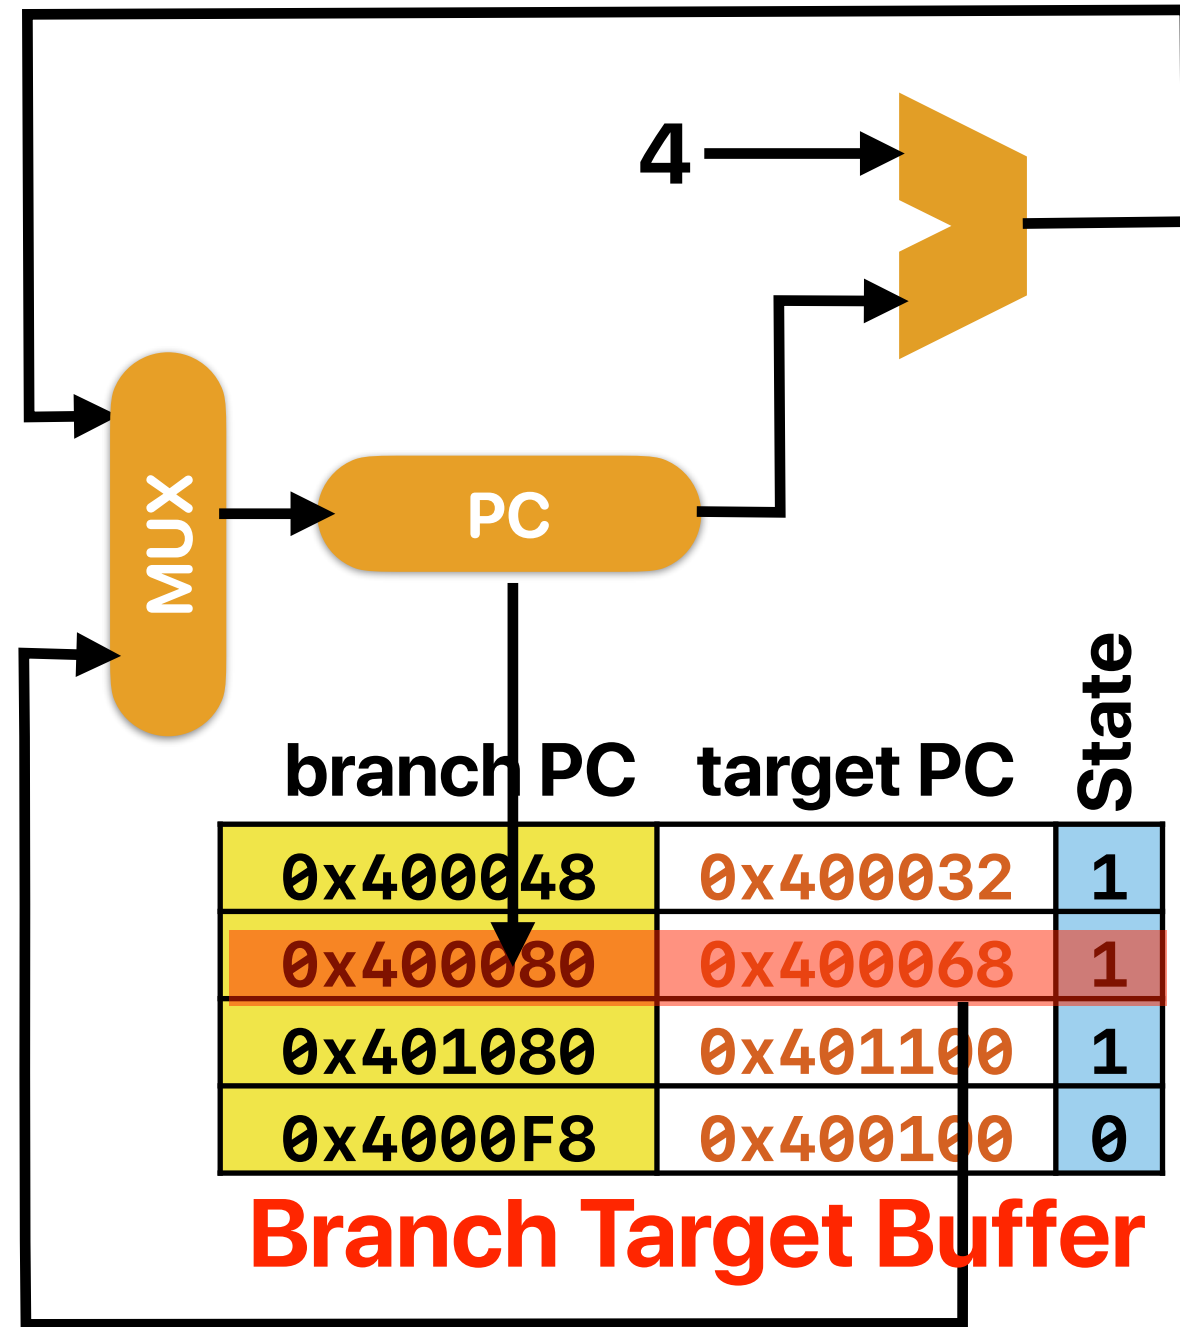 4
PC
MUX
State
branch PC target PC
0x400048 0x400032 1
0x400080 0x400068 1
0x401080 0x401100 1
0x4000F8 0x400100 0
Branch Target Buffer